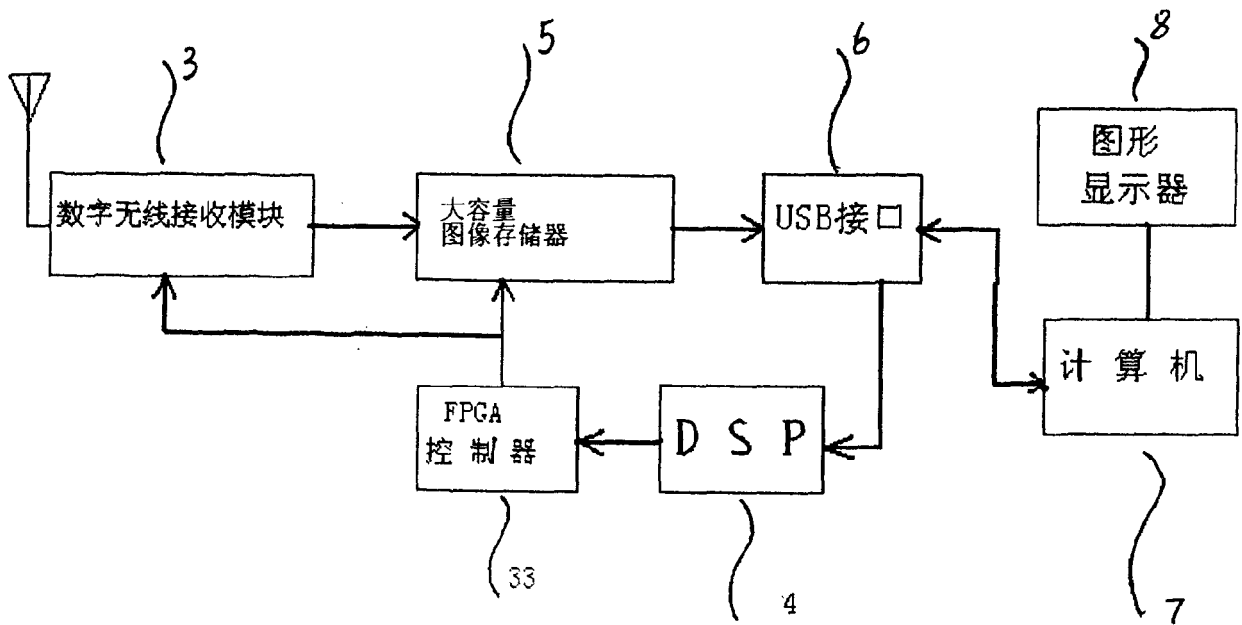 3
5
6
8
数字无线接收模块
大容量
图像存储器
USB接口
图形
显示器
计算机
FPGA
控制器
DSP
33
4
7